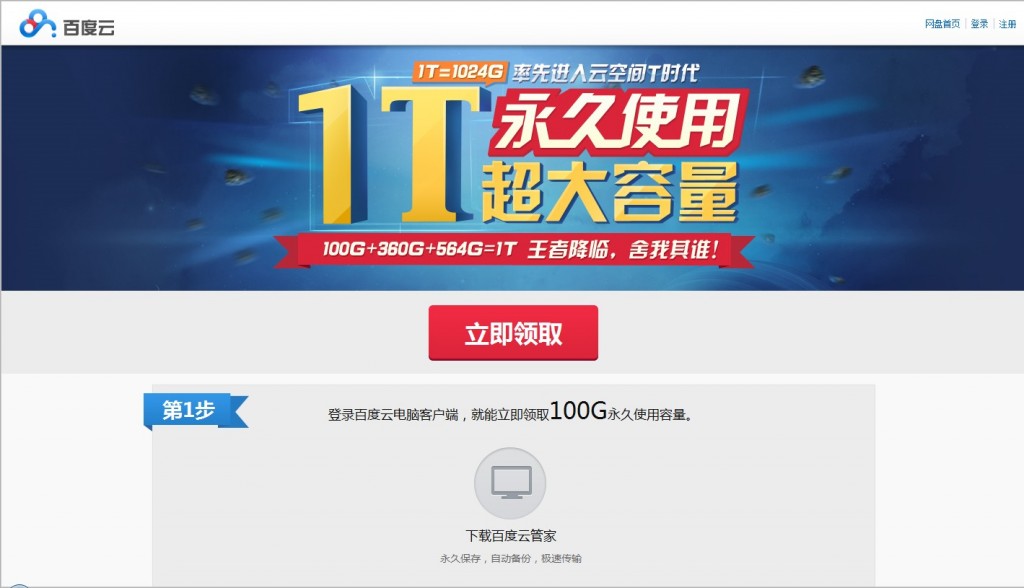 百度云
网盘首页 登录 注册
1T=1024G 率先进入云空间T时代
1T 永久使用
超大容量
100G+360G+564G=1T 王者降临，舍我其谁！
立即领取
第1步
登录百度云电脑客户端，就能立即领取100G永久使用容量。
下载百度云管家
永久保存，自动备份，极速传输